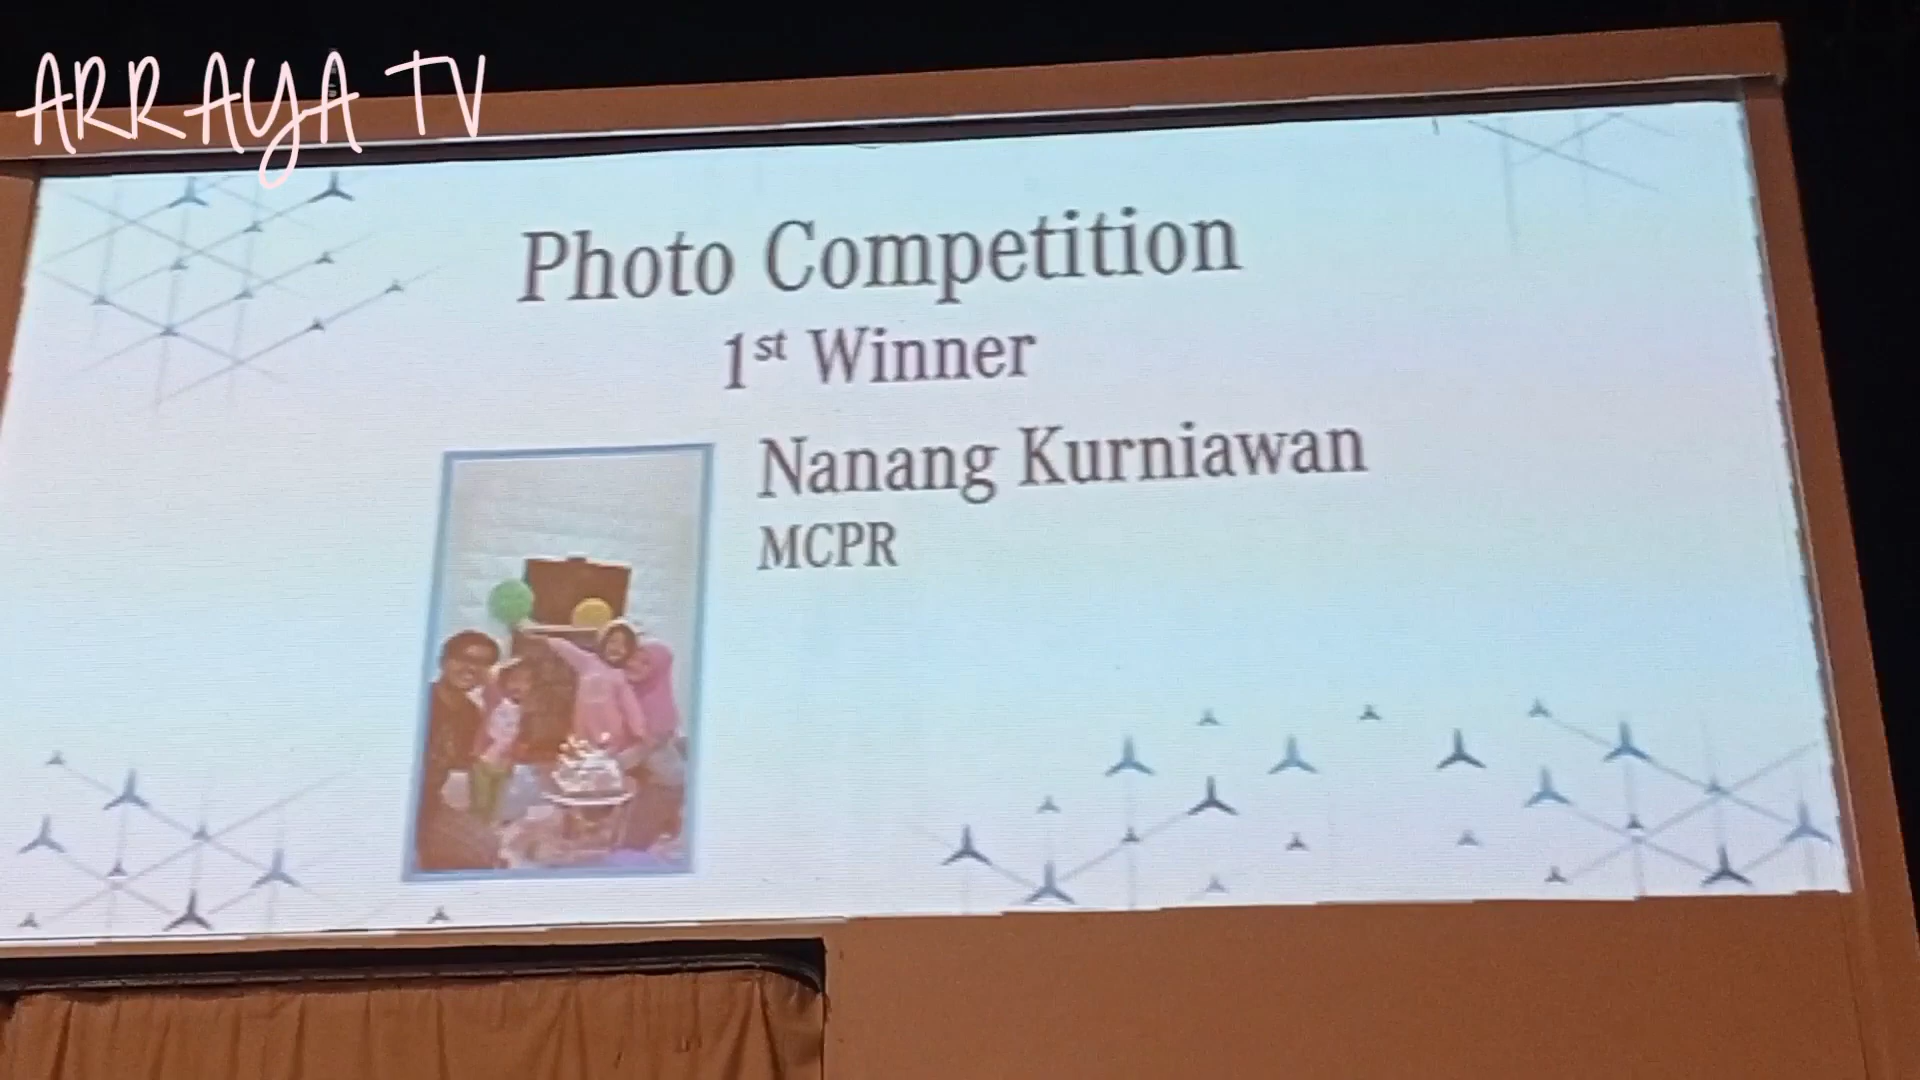 ARRAYA TV
Photo Competition
1st Winner
Nanang Kurniawan
MCPR